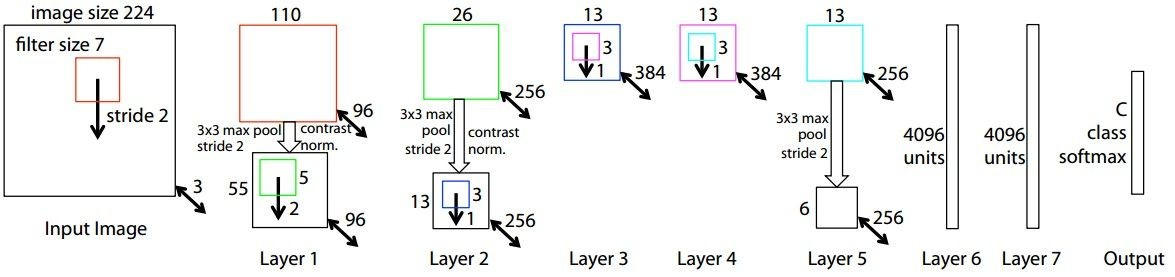 image size 224
filter size 7
stride 2
3
Input Image
110
96
3x3 max pool
stride 2
contrast
norm.
55
5
2
96
Layer 1
26
256
3x3 max
pool
stride 2
contrast
norm.
13
3
1
256
Layer 2
13
3
1
384
Layer 3
13
3
1
384
Layer 4
13
256
3x3 max
pool
stride 2
6
256
Layer 5
4096
units
Layer 6
4096
units
Layer 7
C
class
softmax
Output